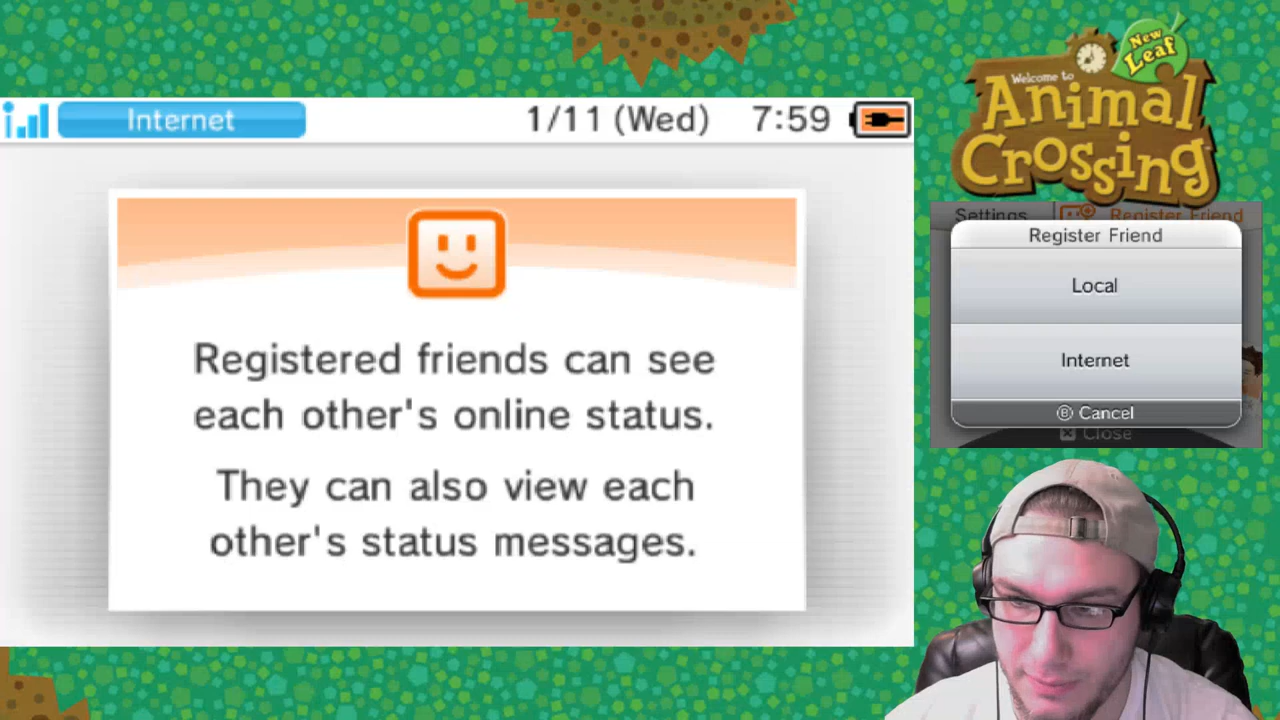 Internet
1/11 (Wed) 7:59
Registered friends can see
each other's online status.
They can also view each
other's status messages.
Welcome to
Animal
Crossing
New
Leaf
Settings Register Friend
Register Friend
Local
Internet
Ⓑ Cancel
Close